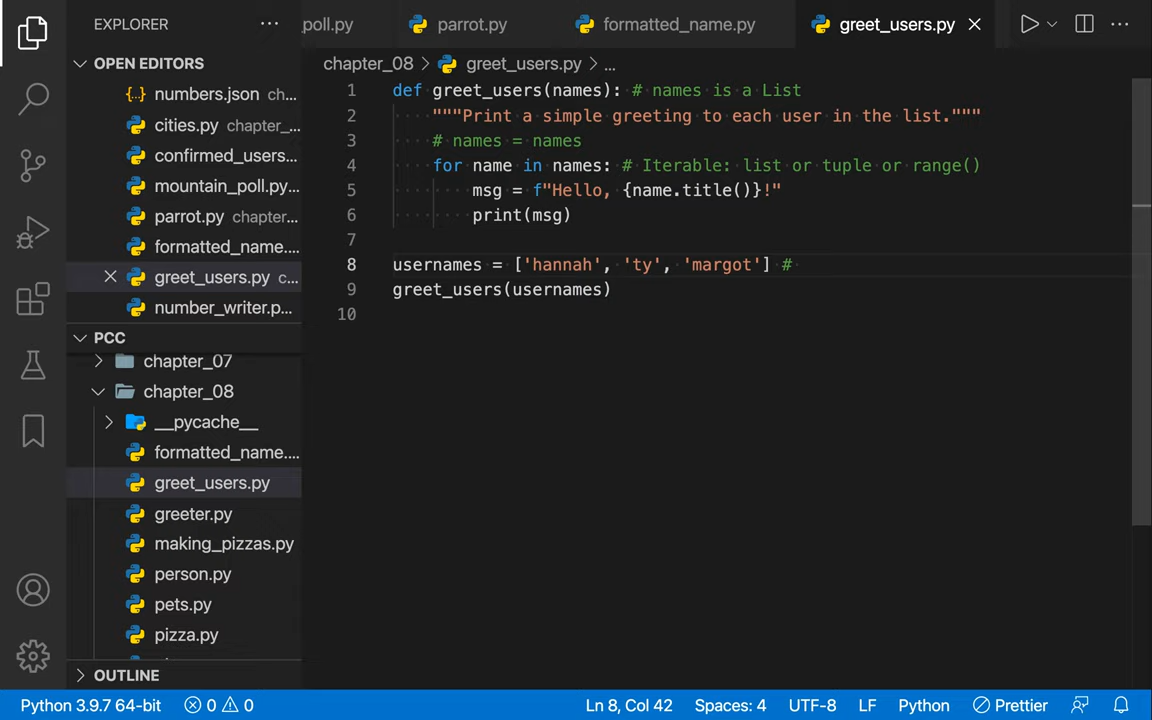 EXPLORER
poll.py
parrot.py
formatted_name.py
greet_users.py
OPEN EDITORS
numbers.json ch...
cities.py chapter_...
confirmed_users...
mountain_poll.py...
parrot.py chapter...
formatted_name....
greet_users.py c...
number_writer.p...
PCC
chapter_07
chapter_08
__pycache__
formatted_name....
greet_users.py
greeter.py
making_pizzas.py
person.py
pets.py
pizza.py
OUTLINE
chapter_08 > greet_users.py > ...
1 def greet_users(names): # names is a List
2 """Print a simple greeting to each user in the list."""
3 # names = names
4 for name in names: # Iterable: list or tuple or range()
5 msg = f"Hello, {name.title()}!"
6 print(msg)
7
8 usernames = ['hannah', 'ty', 'margot'] #
9 greet_users(usernames)
10
Python 3.9.7 64-bit 0 0 Ln 8, Col 42 Spaces: 4 UTF-8 LF Python Prettier